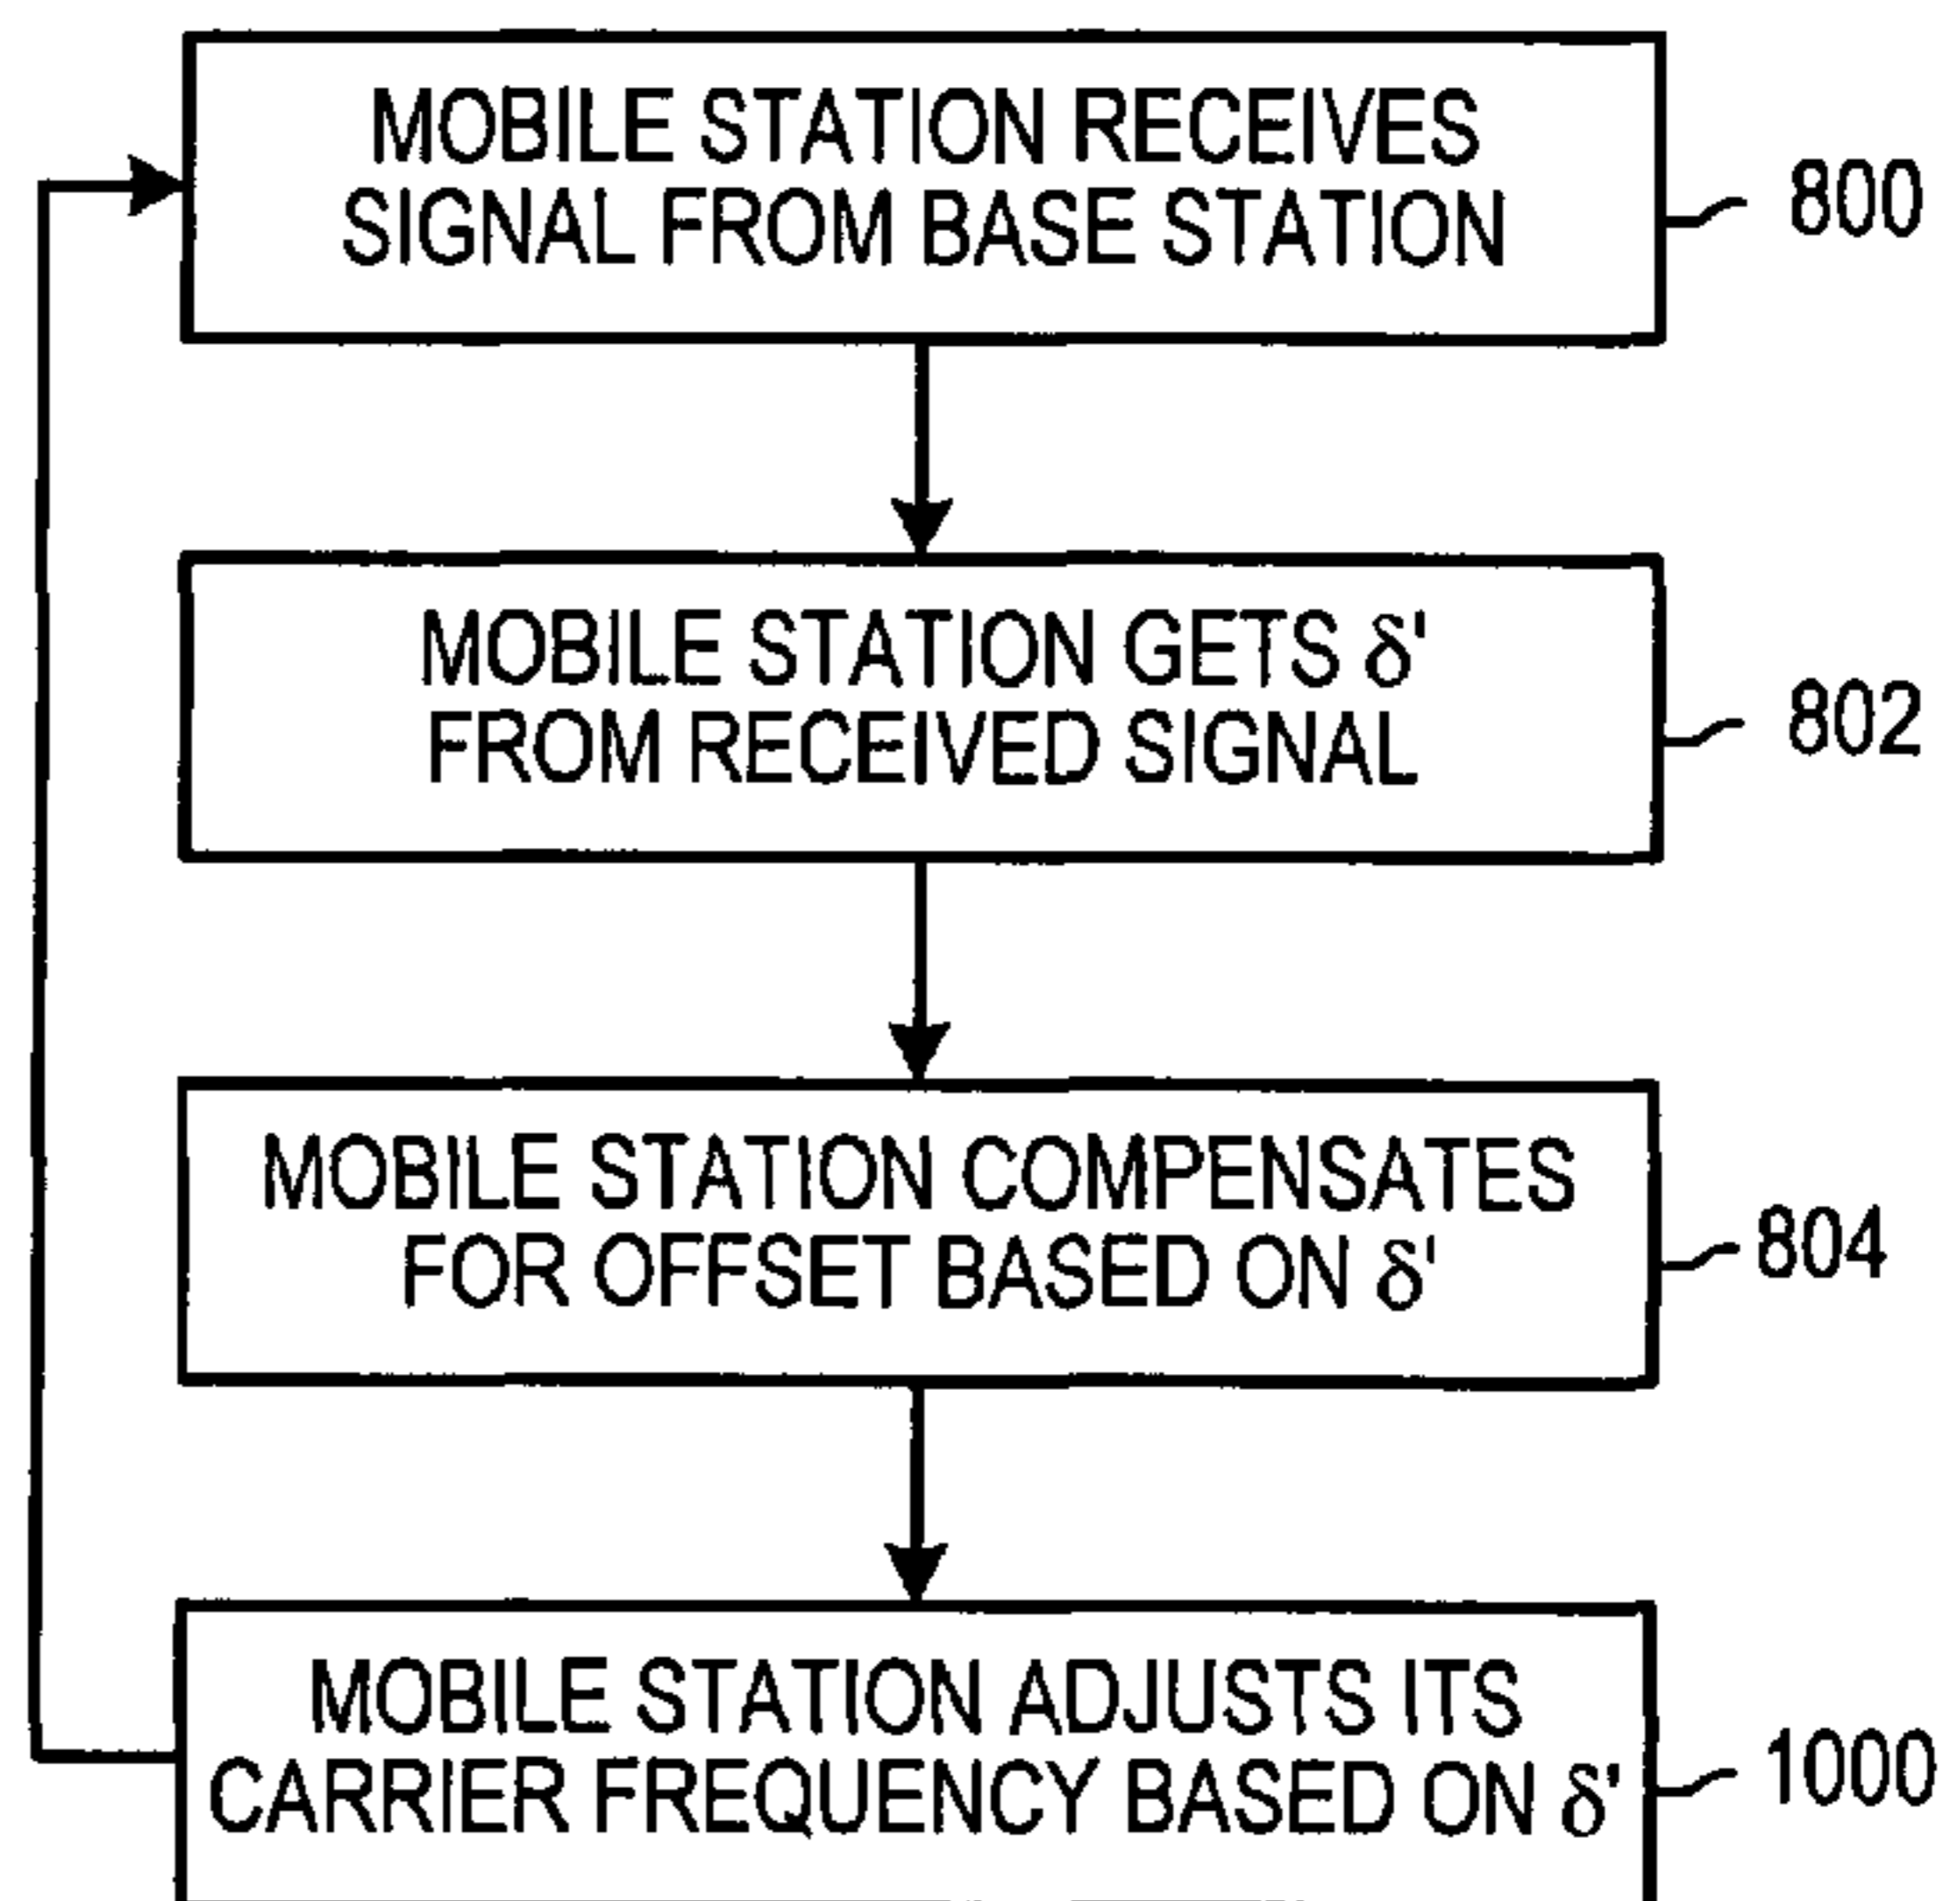 MOBILE STATION RECEIVES
SIGNAL FROM BASE STATION
800
MOBILE STATION GETS δ'
FROM RECEIVED SIGNAL
802
MOBILE STATION COMPENSATES
FOR OFFSET BASED ON δ'
804
MOBILE STATION ADJUSTS ITS
CARRIER FREQUENCY BASED ON δ'
1000